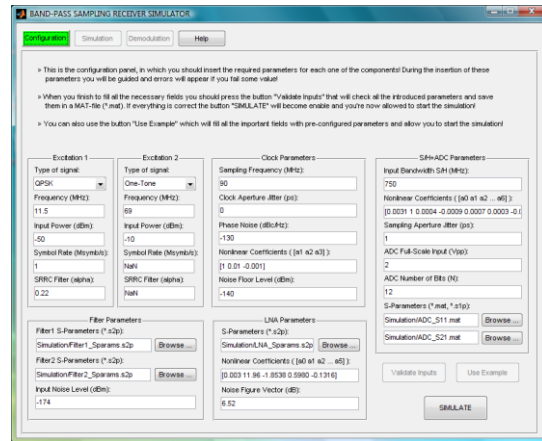 BAND-PASS SAMPLING RECEIVER SIMULATOR
Configuration Simulation Demodulation Help
» This is the configuration panel, in which you should insert the required parameters for each one of the components! During the insertion of these
parameters you will be guided and errors will appear if you fail some value!
» When you finish to fill all the necessary fields you should press the button "Validate Inputs" that will check all the introduced parameters and save
them in a MAT-file (*.mat). If everything is correct the button "SIMULATE" will become enable and you're now allowed to start the simulation!
» You can also use the button "Use Example" which will fill all the important fields with pre-configured parameters and allow you to start the simulation!
Excitation 1
Type of signal:
QPSK
Frequency (MHz):
11.5
Input Power (dBm):
-50
Symbol Rate (Msymb/s):
1
SRRC Filter (alpha):
0.22
Excitation 2
Type of signal:
One-Tone
Frequency (MHz):
69
Input Power (dBm):
-10
Symbol Rate (Msymb/s):
NaN
SRRC Filter (alpha):
NaN
Clock Parameters
Sampling Frequency (MHz):
90
Clock Aperture Jitter (ps):
0
Phase Noise (dBc/Hz):
-130
Nonlinear Coefficients ( [a1 a2 a3] ):
[1 0.01 -0.001]
Noise Floor Level (dBm):
-140
S/H+ADC Parameters
Input Bandwidth S/H (MHz):
750
Nonlinear Coefficients ( [a0 a1 a2 ... a6] ):
[0.0031 1 0.0004 -0.0009 0.0007 0.0003 -0.0
Sampling Aperture Jitter (ps):
1
ADC Full-Scale Input (Vpp):
2
ADC Number of Bits (N):
12
S-Parameters (*.mat, *.s1p):
Simulation/ADC_S11.mat Browse ...
Simulation/ADC_S21.mat Browse ...
Filter Parameters
Filter1 S-Parameters (*.s2p):
Simulation/Filter1_Sparams.s2p Browse ...
Filter2 S-Parameters (*.s2p):
Simulation/Filter2_Sparams.s2p Browse ...
Input Noise Level (dBm):
-174
LNA Parameters
S-Parameters (*.s2p):
Simulation/LNA_Sparams.s2p Browse ...
Nonlinear Coefficients ( [a0 a1 a2 ... a6] ):
[0.003 11.96 -1.8538 0.5980 -0.1316]
Noise Figure Vector (dB):
6.52
Validate Inputs Use Example
SIMULATE